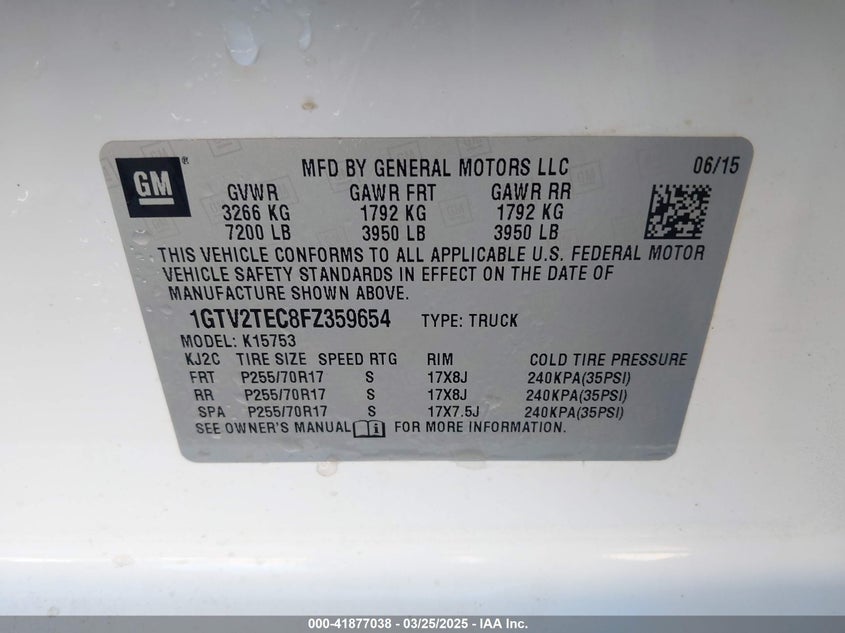 GM
MFD BY GENERAL MOTORS LLC 06/15
GVWR GAWR FRT GAWR RR
3266 KG 1792 KG 1792 KG
7200 LB 3950 LB 3950 LB
THIS VEHICLE CONFORMS TO ALL APPLICABLE U.S. FEDERAL MOTOR
VEHICLE SAFETY STANDARDS IN EFFECT ON THE DATE OF
MANUFACTURE SHOWN ABOVE.
1GTV2TEC8FZ359654 TYPE: TRUCK
MODEL: K15753
KJ2C TIRE SIZE SPEED RTG RIM COLD TIRE PRESSURE
FRT P255/70R17 S 17X8J 240KPA(35PSI)
RR P255/70R17 S 17X8J 240KPA(35PSI)
SPA P255/70R17 S 17X7.5J 240KPA(35PSI)
SEE OWNER'S MANUAL FOR MORE INFORMATION.
000-41877038 - 03/25/2025 - IAA Inc.